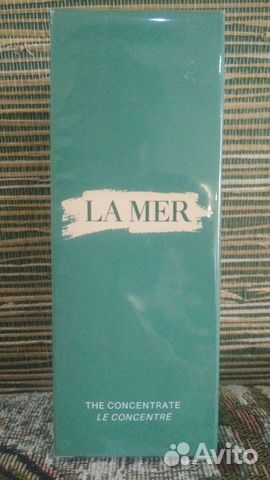 LA MER
THE CONCENTRATE
LE CONCENTRÉ
Avito